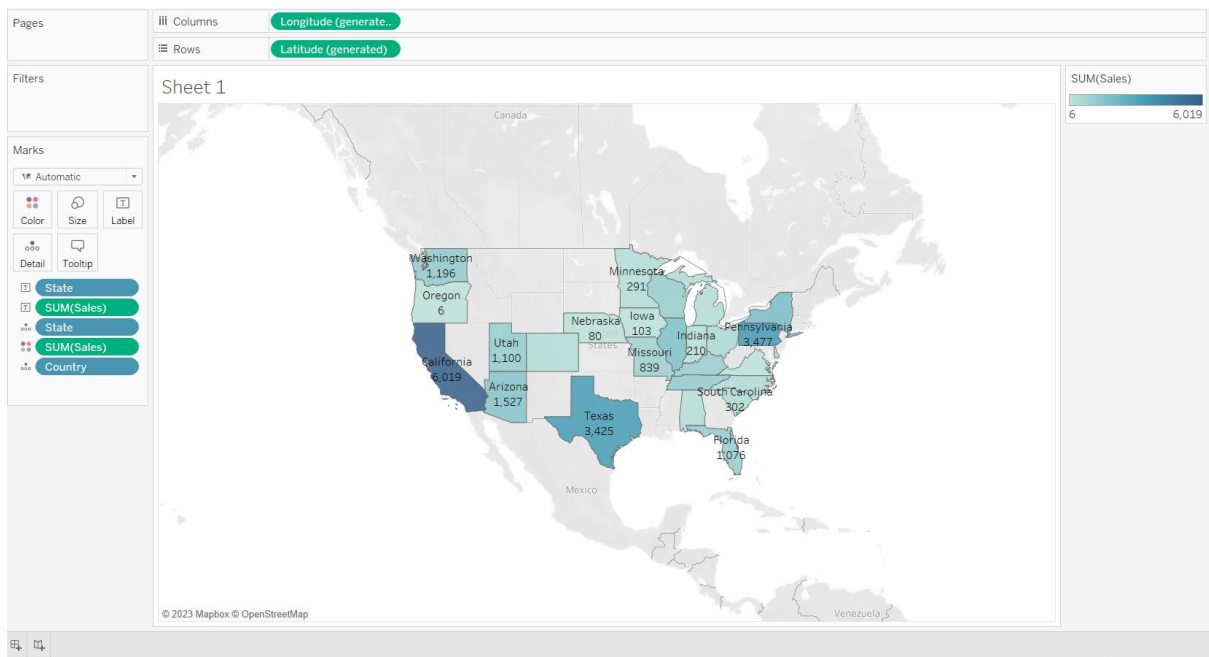 Pages
iii Columns
Longitude (generate..
Rows
Latitude (generated)
Filters
Marks
Automatic
Color
Size
Label
Detail
Tooltip
State
SUM(Sales)
State
SUM(Sales)
Country
Sheet 1
Canada
Washington
1,196
Minnesota
291
Oregon
6
Nebraska
80
Iowa
103
Pennsylvania
3,477
Utah
1,100
States
Indiana
210
Missouri
839
California
6,019
Arizona
1,527
South Carolina
302
Texas
3,425
Florida
1,076
Mexico
Venezuela
© 2023 Mapbox © OpenStreetMap
SUM(Sales)
6
6,019